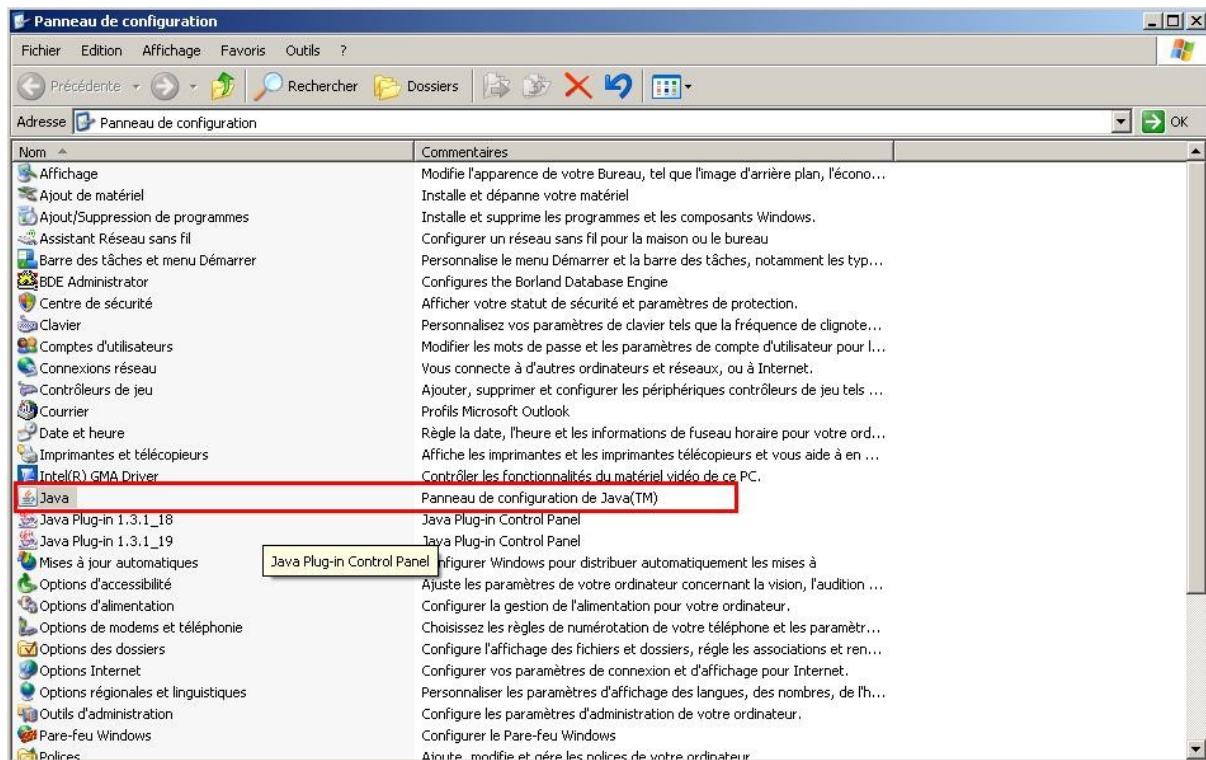 Panneau de configuration
Fichier Edition Affichage Favoris Outils ?
Précédente Rechercher Dossiers
Adresse Panneau de configuration OK
Nom Commentaires
Affichage Modifie l'apparence de votre Bureau, tel que l'image d'arrière plan, l'écono...
Ajout de matériel Installe et dépanne votre matériel
Ajout/Suppression de programmes Installe et supprime les programmes et les composants Windows.
Assistant Réseau sans fil Configurer un réseau sans fil pour la maison ou le bureau
Barre des tâches et menu Démarrer Personnalise le menu Démarrer et la barre des tâches, notamment les typ...
BDE Administrator Configures the Borland Database Engine
Centre de sécurité Afficher votre statut de sécurité et paramètres de protection.
Clavier Personnalisez vos paramètres de clavier tels que la fréquence de clignote...
Comptes d'utilisateurs Modifier les mots de passe et les paramètres de compte d'utilisateur pour l...
Connexions réseau Vous connecte à d'autres ordinateurs et réseaux, ou à Internet.
Contrôleurs de jeu Ajouter, supprimer et configurer les périphériques contrôleurs de jeu tels ...
Courrier Profils Microsoft Outlook
Date et heure Règle la date, l'heure et les informations de fuseau horaire pour votre ord...
Imprimantes et télécopieurs Affiche les imprimantes et les imprimantes télécopieurs et vous aide à en ...
Intel(R) GMA Driver Contrôler les fonctionnalités du matériel vidéo de ce PC.
Java Panneau de configuration de Java(TM)
Java Plug-in 1.3.1_18 Java Plug-in Control Panel
Java Plug-in 1.3.1_19 Java Plug-in Control Panel
Mises à jour automatiques Java Plug-in Control Panel nfigurer Windows pour distribuer automatiquement les mises à
Options d'accessibilité Ajuste les paramètres de votre ordinateur concernant la vision, l'audition ...
Options d'alimentation Configurer la gestion de l'alimentation pour votre ordinateur.
Options de modems et téléphonie Choisissez les règles de numérotation de votre téléphone et les paramètr...
Options des dossiers Configure l'affichage des fichiers et dossiers, régle les associations et ren...
Options Internet Configurer vos paramètres de connexion et d'affichage pour Internet.
Options régionales et linguistiques Personnaliser les paramètres d'affichage des langues, des nombres, de l'h...
Outils d'administration Configure les paramètres d'administration de votre ordinateur.
Pare-feu Windows Configurer le Pare-feu Windows
Polices Ajoute, modifie et gére les polices de votre ordinateur